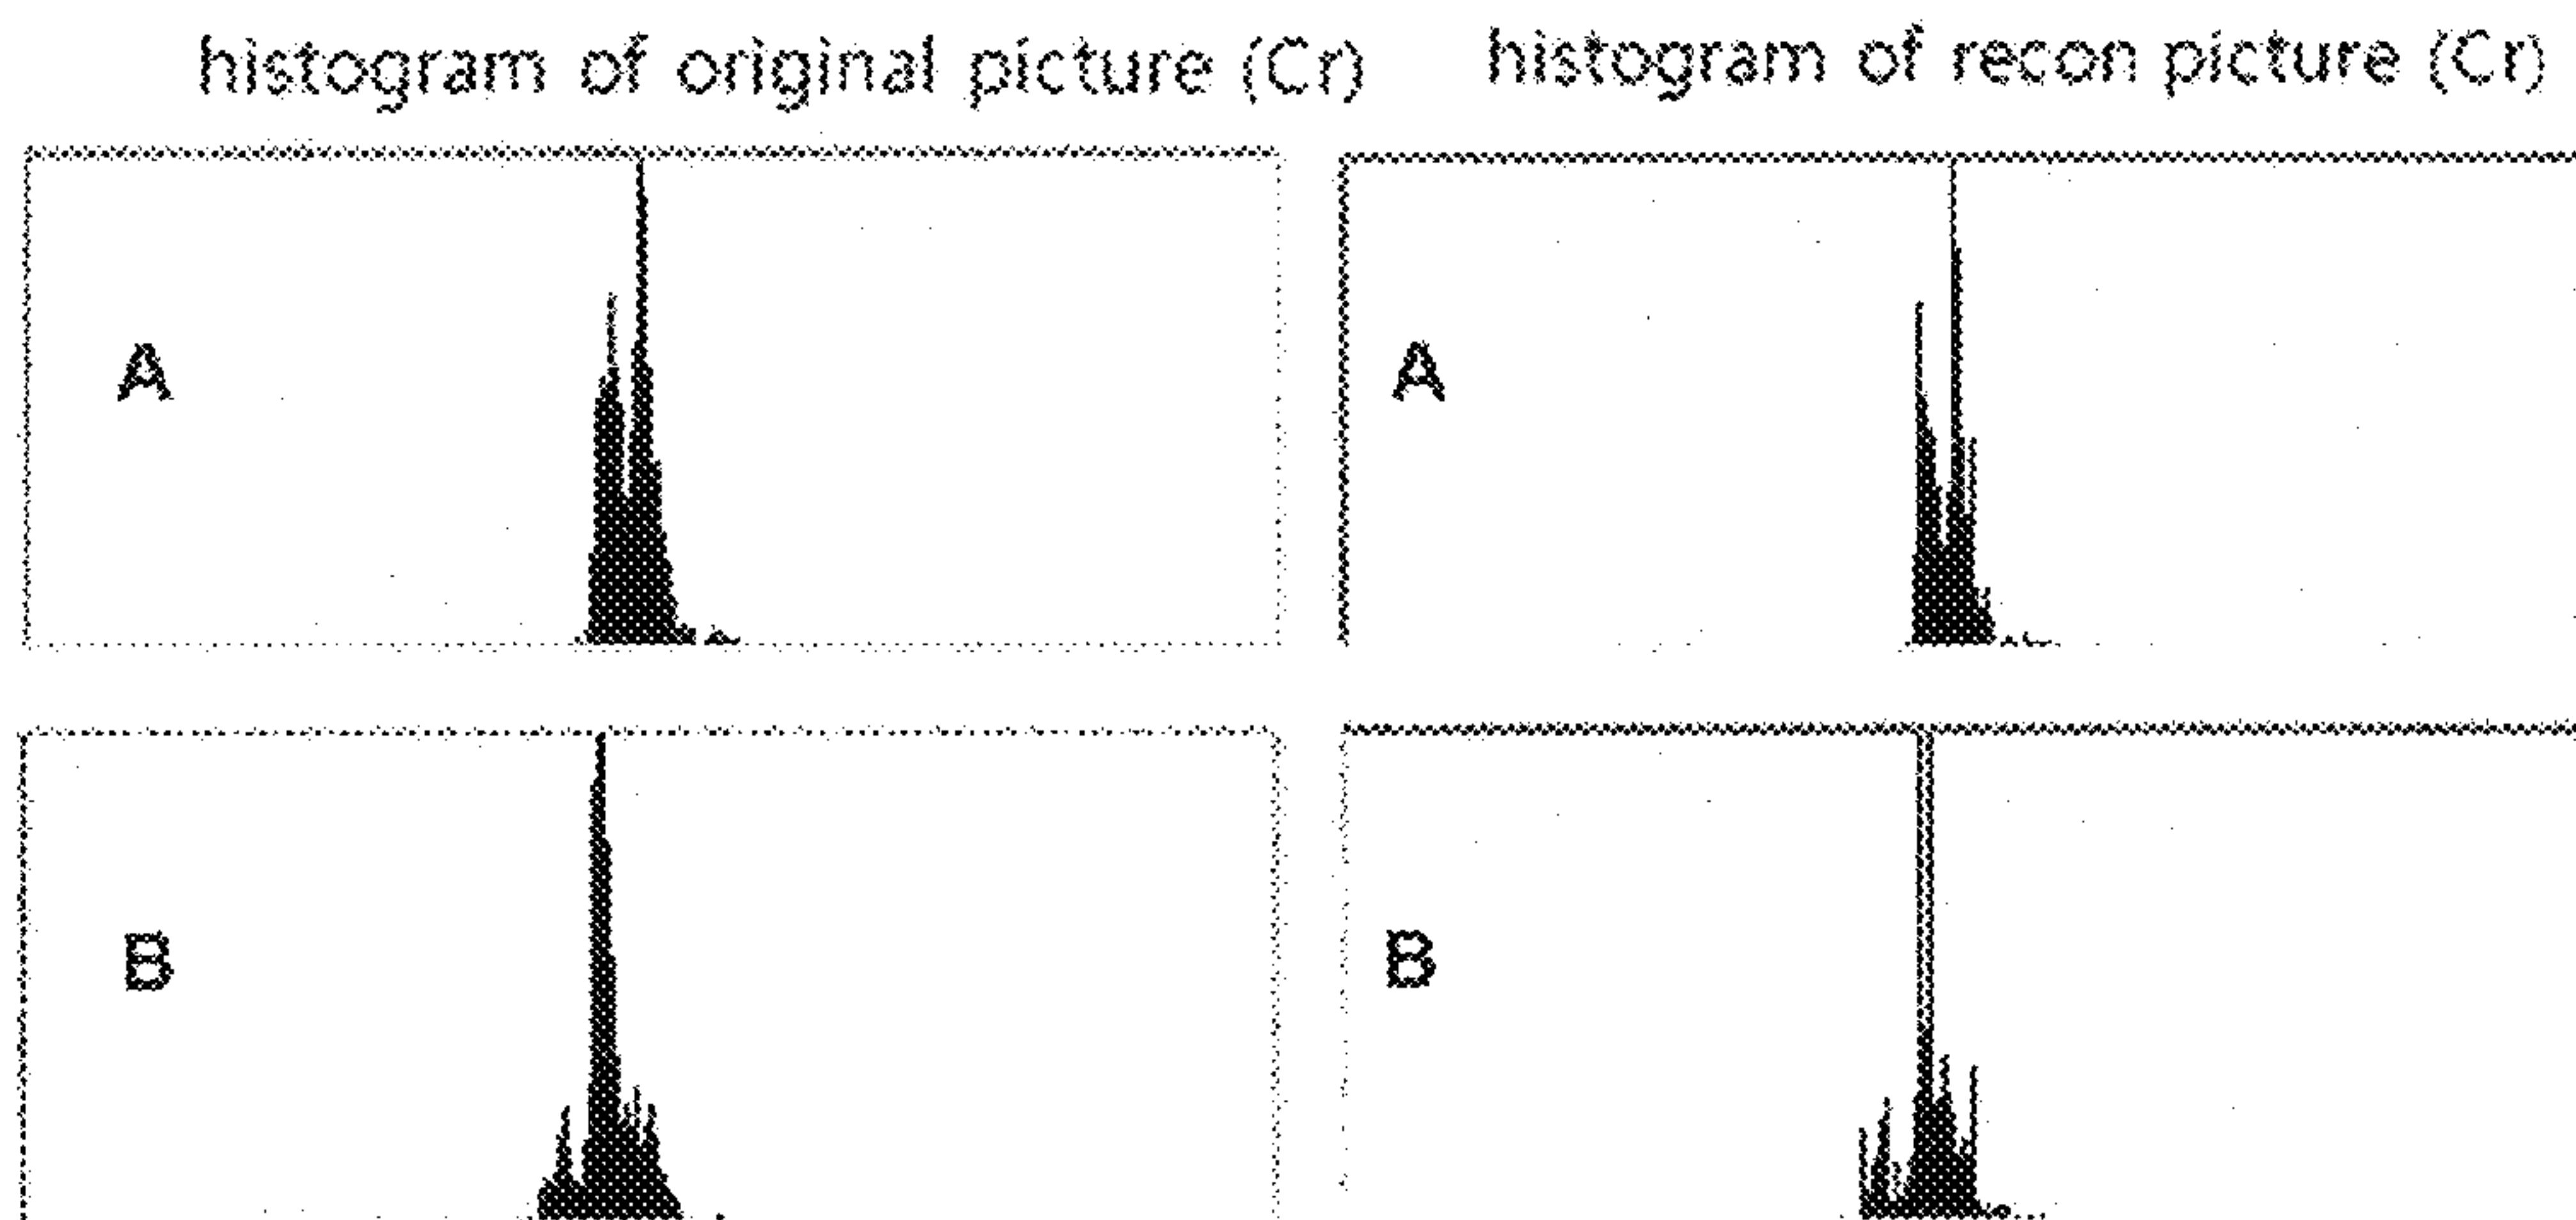 histogram of original picture (Cr) histogram of recon picture (Cr)
A A
B B